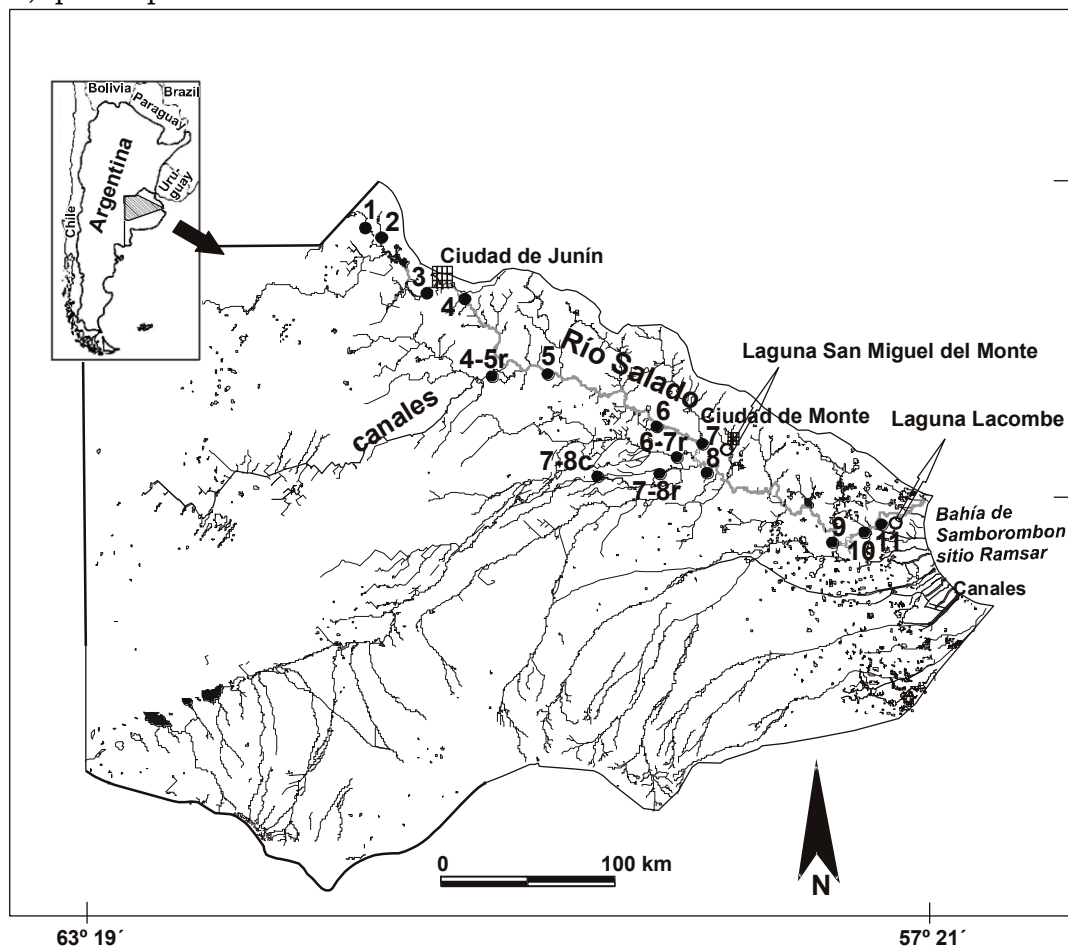 Bolivia
Brazil
Paraguay
Uru-
guay
Argentina
Chile
1
2
Ciudad de Junín
3
4
Río Salado
Laguna San Miguel del Monte
4-5r
5
canales
6
Ciudad de Monte
7
Laguna Lacombe
6-7r
8
7-8c
7-8r
9
10
11
Bahía de
Samborombon
sitio Ramsar
Canales
0
100 km
N
63º 19´
57º 21´